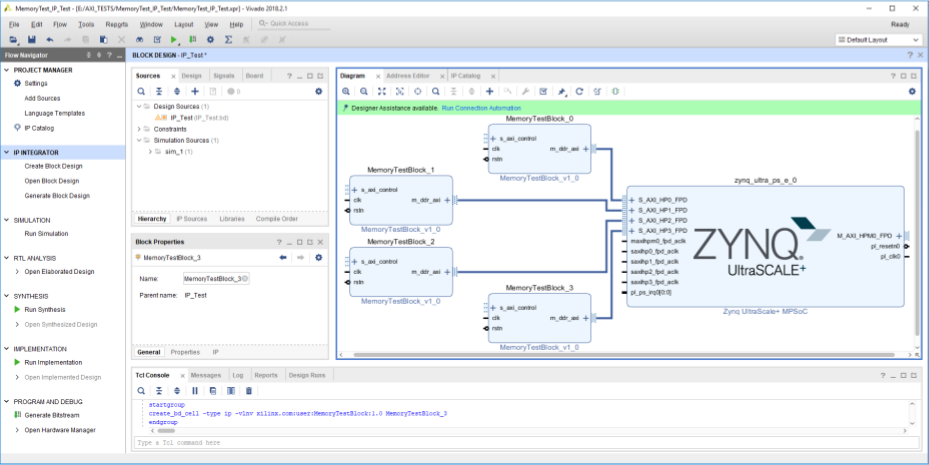 MemoryTest_IP_Test - [E:/AXI_TESTS/MemoryTest_IP_Test/MemoryTest_IP_Test.xpr] - Vivado 2018.2.1
File Edit Flow Tools Reports Window Layout View Help Quick Access
Ready
Default Layout
Flow Navigator
PROJECT MANAGER
Settings
Add Sources
Language Templates
IP Catalog
IP INTEGRATOR
Create Block Design
Open Block Design
Generate Block Design
SIMULATION
Run Simulation
RTL ANALYSIS
Open Elaborated Design
SYNTHESIS
Run Synthesis
Open Synthesized Design
IMPLEMENTATION
Run Implementation
Open Implemented Design
PROGRAM AND DEBUG
Generate Bitstream
Open Hardware Manager
BLOCK DESIGN - IP_Test *
Sources Design Signals Board
0
Design Sources (1)
IP_Test (IP_Test.bd)
Constraints
Simulation Sources (1)
sim_1 (1)
Hierarchy IP Sources Libraries Compile Order
Block Properties
MemoryTestBlock_3
Name: MemoryTestBlock_3
Parent name: IP_Test
General Properties IP
Diagram Address Editor IP Catalog
Designer Assistance available. Run Connection Automation
MemoryTestBlock_0
s_axi_control
clk
rstn
m_ddr_axi
MemoryTestBlock_v1_0
MemoryTestBlock_1
s_axi_control
clk
rstn
m_ddr_axi
MemoryTestBlock_v1_0
MemoryTestBlock_2
s_axi_control
clk
rstn
m_ddr_axi
MemoryTestBlock_v1_0
MemoryTestBlock_3
s_axi_control
clk
rstn
m_ddr_axi
MemoryTestBlock_v1_0
zynq_ultra_ps_e_0
S_AXI_HP0_FPD
S_AXI_HP1_FPD
S_AXI_HP2_FPD
S_AXI_HP3_FPD
maxihpm0_fpd_aclk
saxihp0_fpd_aclk
saxihp1_fpd_aclk
saxihp2_fpd_aclk
saxihp3_fpd_aclk
pl_ps_irq0[0:0]
ZYNQ
UltraSCALE+
M_AXI_HPM0_FPD
pl_resetn0
pl_clk0
Zynq UltraScale+ MPSoC
Tcl Console Messages Log Reports Design Runs
startgroup
create_bd_cell -type ip -vlnv xilinx.com:user:MemoryTestBlock:1.0 MemoryTestBlock_3
endgroup
Type a Tcl command here